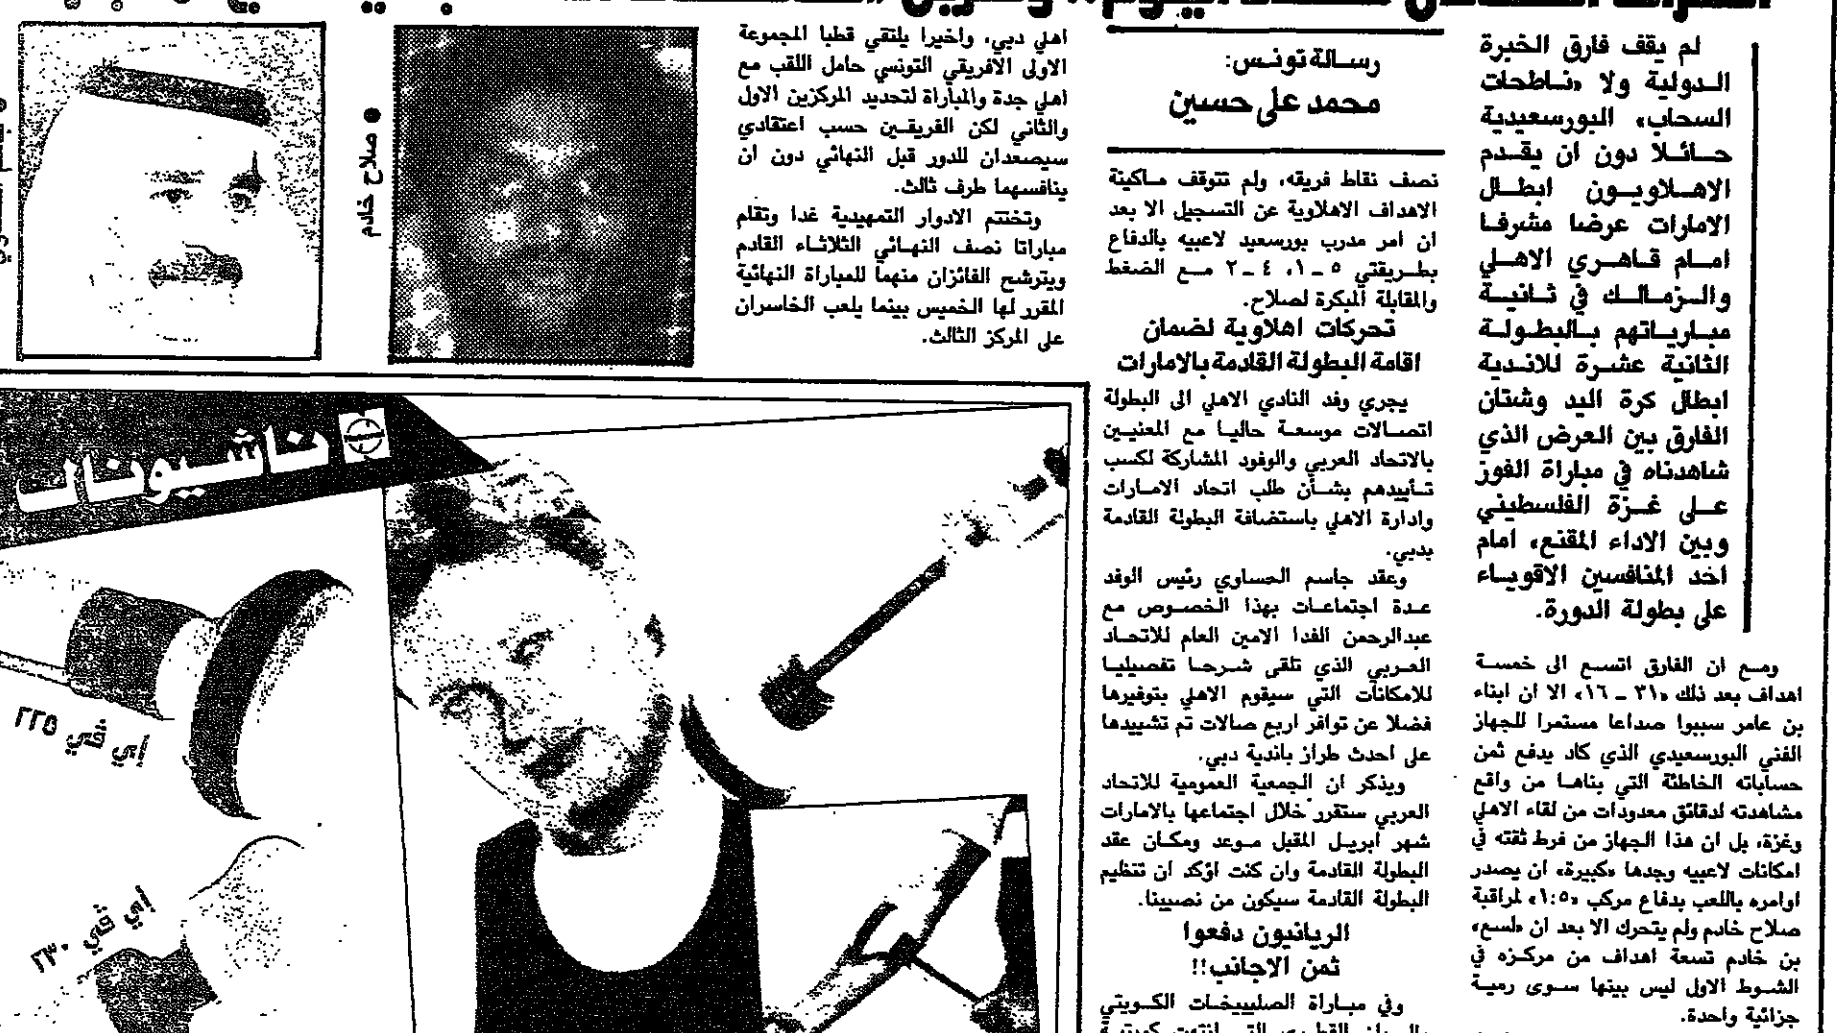 لم يقف فارق الخبرة
الدولية ولا «ناطحات
السحاب» البورسعيدية
حائلا دون ان يقدم
الاهلاويون ابطال
الامارات عرضا مشرفا
امام قاهري الاهلي
والزمالك في ثانية
مبارياتهم بالبطولة
الثانية عشرة للاندية
ابطال كرة اليد وشتان
الفارق بين العرض الذي
شاهدناه في مباراة الفوز
على غزة الفلسطيني
وبين الاداء المقنع، امام
احد المنافسين الاقوياء
على بطولة الدورة.
ومع ان الفارق اتسع الى خمسة
اهداف بعد ذلك «٣١ ـ ١٦» الا ان ابناء
بن عامر سببوا صداعا مستمرا للجهاز
الفني البورسعيدي الذي كاد يدفع ثمن
حساباته الخاطئة التي بناها من واقع
مشاهدته لدقائق معدودات من لقاء الاهلي
وغزة، بل ان هذا الجهاز من فرط ثقته في
امكانات لاعبيه وجدها «كبيرة» ان يصدر
اوامره باللعب بدفاع مركب «١:٥» لمراقبة
صلاح خادم ولم يتحرك الا بعد ان «لسع»
بن خادم تسعة اهداف من مركزه في
الشوط الاول ليس بينها سوى رمية
جزائية واحدة.
رسالة تونس:
محمد على حسين
نصف نقاط فريقه، ولم تتوقف ماكينة
الاهداف الاهلاوية عن التسجيل الا بعد
ان امر مدرب بورسعيد لاعبيه بالدفاع
بطريقتي ٥ ـ ١، ٤ ـ ٢ مع الضغط
والمقابلة المبكرة لصلاح.
تحركات اهلاوية لضمان
اقامة البطولة القادمة بالامارات
يجري وفد النادي الاهلي الى البطولة
اتصالات موسعة حاليا مع المعنيين
بالاتحاد العربي والوفود المشاركة لكسب
تأييدهم بشأن طلب اتحاد الامارات
وادارة الاهلي باستضافة البطولة القادمة
بدبي.
وعقد جاسم الحساوي رئيس الوفد
عدة اجتماعات بهذا الخصوص مع
عبدالرحمن الفدا الامين العام للاتحاد
العربي الذي تلقى شرحا تفصيليا
للامكانات التي سيقوم الاهلي بتوفيرها
فضلا عن توافر اربع صالات تم تشييدها
على احدث طراز باندية دبي.
ويذكر ان الجمعية العمومية للاتحاد
العربي ستقرر خلال اجتماعها بالامارات
شهر ابريل المقبل موعد ومكان عقد
البطولة القادمة وان كنت اؤكد ان تنظيم
البطولة القادمة سيكون من نصيبنا.
الريانيون دفعوا
ثمن الاجانب!!
وفي مباراة الصليبيخات الكويتي
اهلي دبي، واخيرا يلتقي قطبا المجموعة
الاولى الافريقي التونسي حامل اللقب مع
اهلي جدة والمباراة لتحديد المركزين الاول
والثاني لكن الفريقين حسب اعتقادي
سيصعدان للدور قبل النهائي دون ان
ينافسهما طرف ثالث.
وتختتم الادوار التمهيدية غدا وتقام
مباراتا نصف النهائي الثلاثاء القادم
ويترشح الفائزان منهما للمباراة النهائية
المقرر لها الخميس بينما يلعب الخاسران
على المركز الثالث.
● صلاح خادم
ناشيونال
إي في ٢٢٥
إي في ٢٣٠